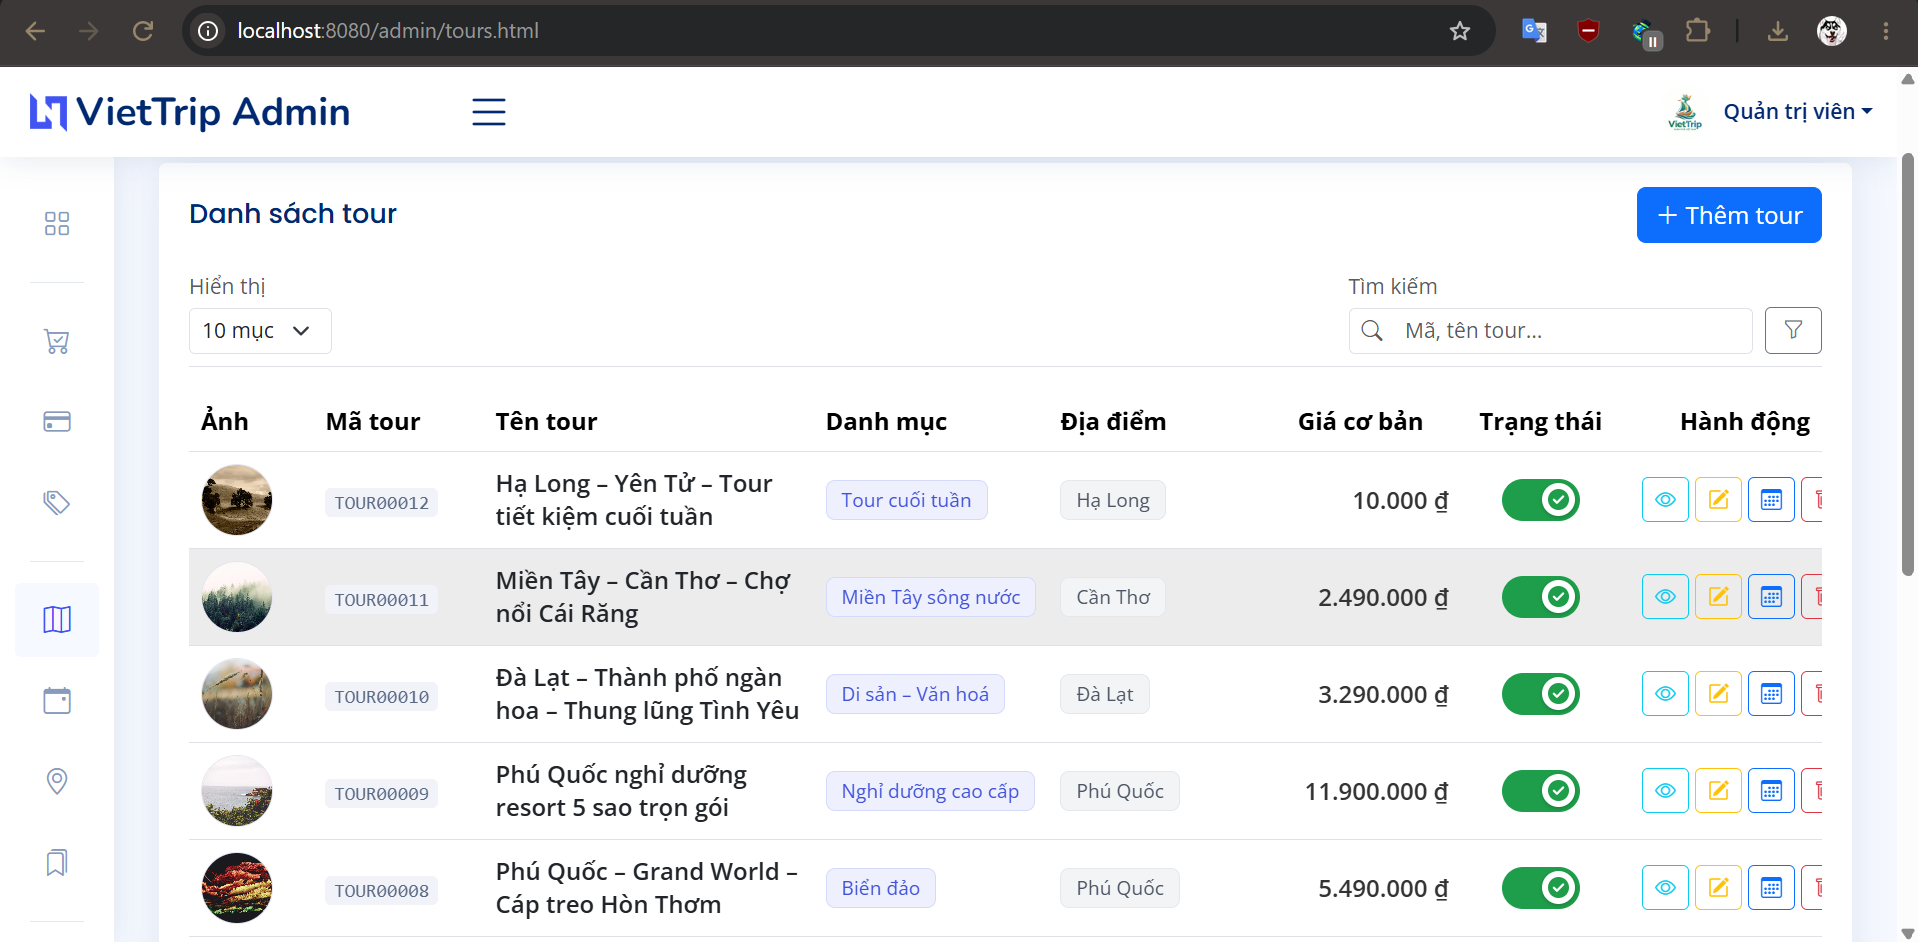 localhost:8080/admin/tours.html
VietTrip Admin
VietTrip
Quản trị viên
Danh sách tour
+ Thêm tour
Hiển thị
Tìm kiếm
10 mục
Mã, tên tour...
Ảnh Mã tour Tên tour Danh mục Địa điểm Giá cơ bản Trạng thái Hành động
TOUR00012 Hạ Long – Yên Tử – Tour Tour cuối tuần Hạ Long 10.000 ₫
tiết kiệm cuối tuần
TOUR00011 Miền Tây – Cần Thơ – Chợ Miền Tây sông nước Cần Thơ 2.490.000 ₫
nổi Cái Răng
TOUR00010 Đà Lạt – Thành phố ngàn Di sản – Văn hoá Đà Lạt 3.290.000 ₫
hoa – Thung lũng Tình Yêu
TOUR00009 Phú Quốc nghỉ dưỡng Nghỉ dưỡng cao cấp Phú Quốc 11.900.000 ₫
resort 5 sao trọn gói
TOUR00008 Phú Quốc – Grand World – Biển đảo Phú Quốc 5.490.000 ₫
Cáp treo Hòn Thơm